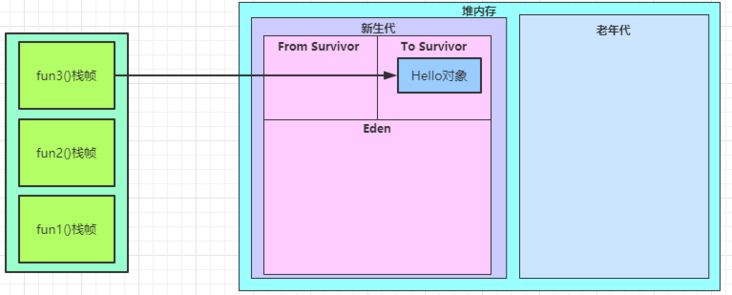 堆内存
新生代
老年代
From Survivor
To Survivor
fun3()栈帧
Hello对象
Eden
fun2()栈帧
fun1()栈帧